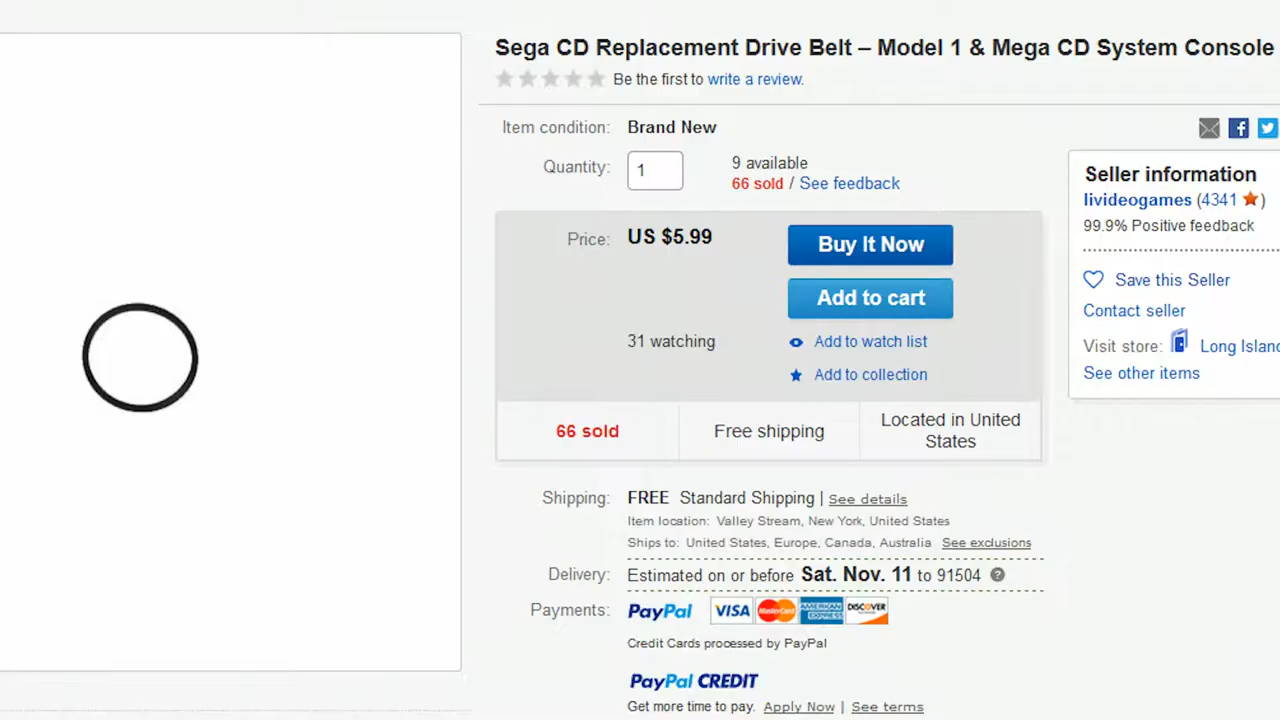 Sega CD Replacement Drive Belt – Model 1 & Mega CD System Console
Be the first to write a review.
Item condition: Brand New
Quantity: 1
9 available
66 sold / See feedback
Price: US $5.99
Buy It Now
Add to cart
31 watching
Add to watch list
Add to collection
66 sold
Free shipping
Located in United
States
Shipping: FREE Standard Shipping | See details
Item location: Valley Stream, New York, United States
Ships to: United States, Europe, Canada, Australia See exclusions
Delivery: Estimated on or before Sat. Nov. 11 to 91504 ?
Payments: PayPal VISA MasterCard AMERICAN EXPRESS DISCOVER
Credit Cards processed by PayPal
PayPal CREDIT
Get more time to pay. Apply Now | See terms
Seller information
livideogames (4341 )
99.9% Positive feedback
Save this Seller
Contact seller
Visit store: Long Islan
See other items